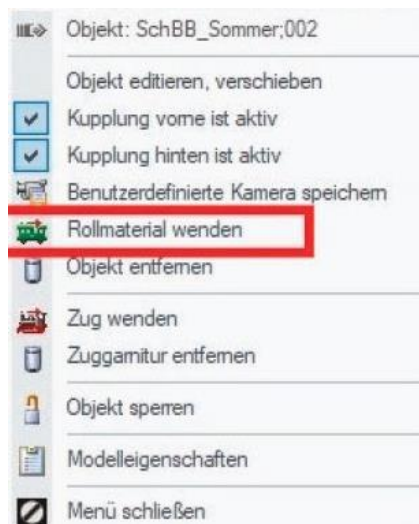 Objekt: SchBB_Sommer;002
Objekt editieren, verschieben
Kupplung vorne ist aktiv
Kupplung hinten ist aktiv
Benutzerdefinierte Kamera speichern
Rollmaterial wenden
Objekt entfernen
Zug wenden
Zuggarnitur entfernen
Objekt sperren
Modelleigenschaften
Menü schließen